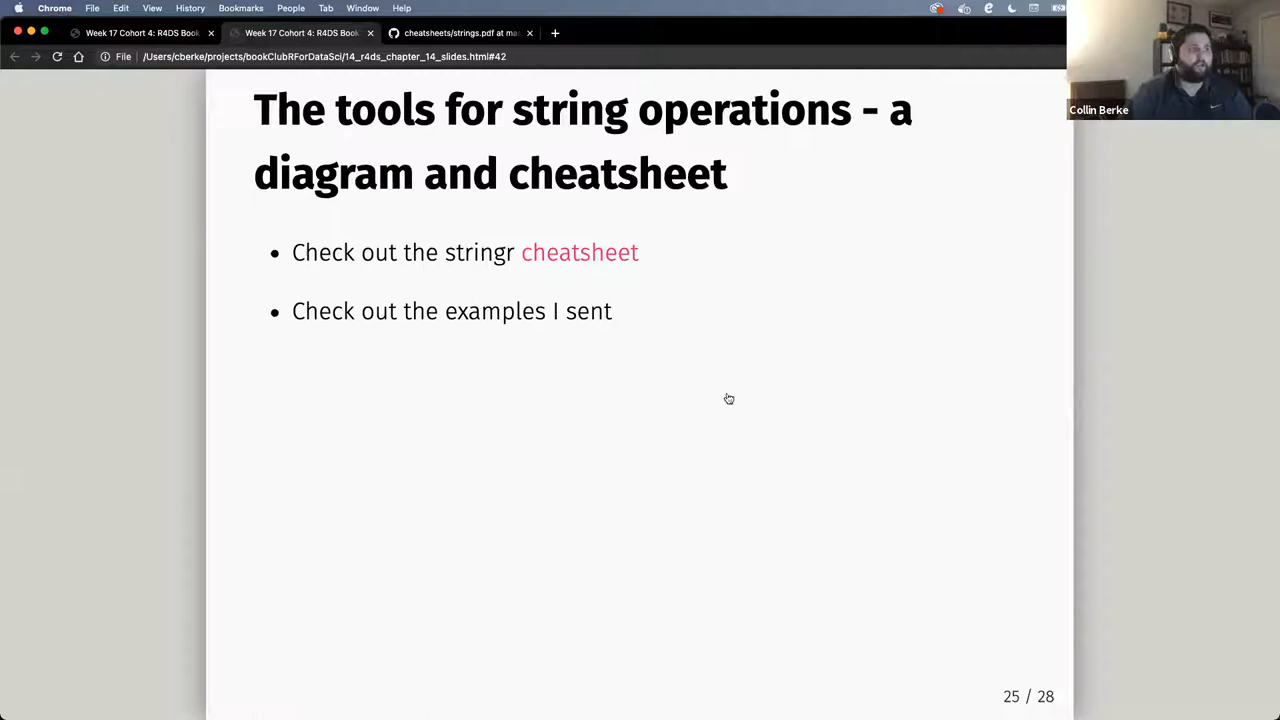 Chrome File Edit View History Bookmarks People Tab Window Help
Week 17 Cohort 4: R4DS Book
Week 17 Cohort 4: R4DS Book
cheatsheets/strings.pdf at mas
File /Users/cberke/projects/bookClubRForDataSci/14_r4ds_chapter_14_slides.html#42
Collin Berke
The tools for string operations - a
diagram and cheatsheet
• Check out the stringr cheatsheet
• Check out the examples I sent
25 / 28